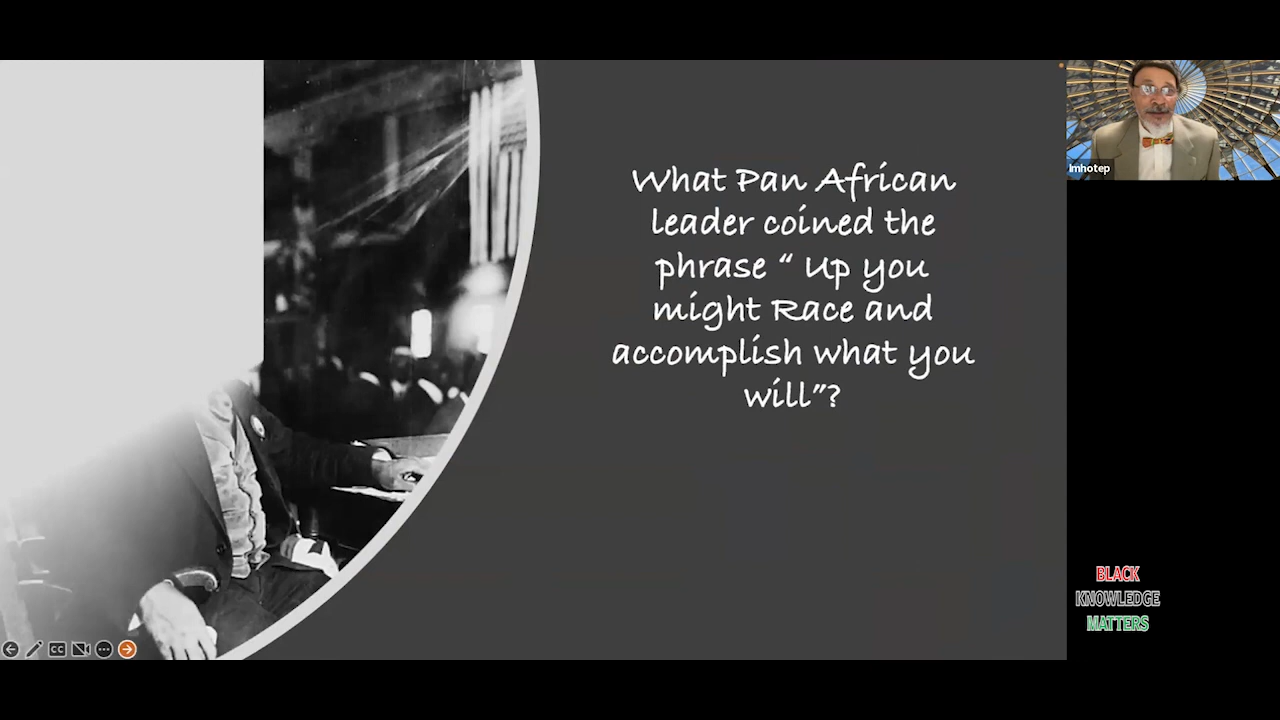 What Pan African
leader coined the
phrase “ Up you
might Race and
accomplish what you
will”?
Imhotep
BLACK
KNOWLEDGE
MATTERS
CC